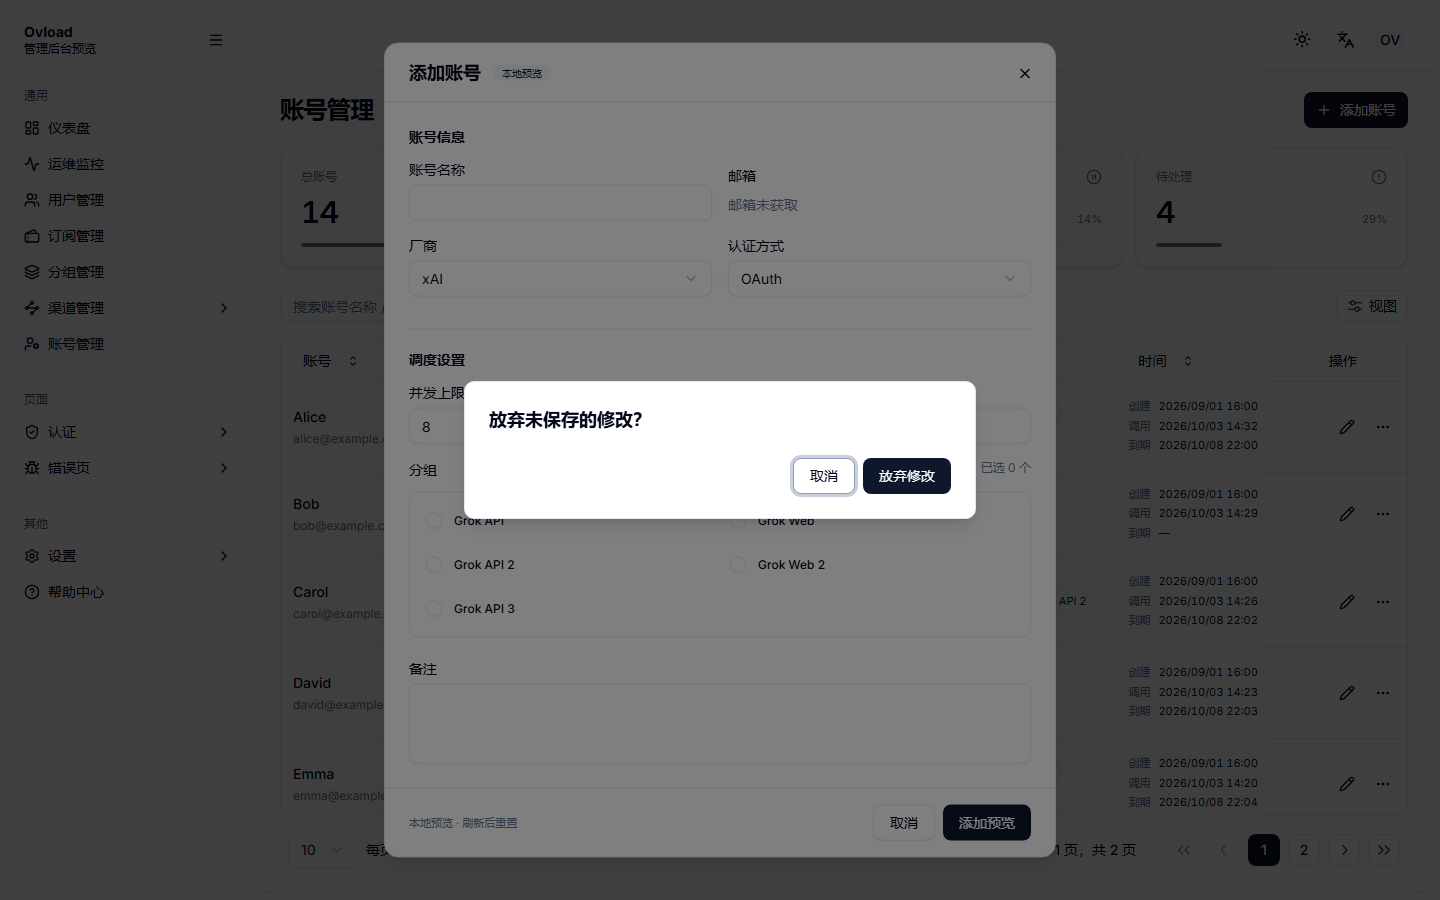 Ovload
管理后台预览
OV
通用
仪表盘
运维监控
用户管理
订阅管理
分组管理
渠道管理
账号管理
页面
认证
错误页
其他
设置
帮助中心
账号管理
添加账号
总账号
14
14%
待处理
4
29%
搜索账号名称 /
视图
账号
时间
操作
Alice
alice@example.
创建 2026/09/01 16:00
调用 2026/10/03 14:32
到期 2026/10/08 22:00
Bob
bob@example.c
创建 2026/09/01 16:00
调用 2026/10/03 14:29
到期 —
Carol
carol@example.
API 2
创建 2026/09/01 16:00
调用 2026/10/03 14:26
到期 2026/10/08 22:02
David
david@example
创建 2026/09/01 16:00
调用 2026/10/03 14:23
到期 2026/10/08 22:03
Emma
emma@example
创建 2026/09/01 16:00
调用 2026/10/03 14:20
到期 2026/10/08 22:04
10
每页
1 页，共 2 页
1
2
添加账号
本地预览
账号信息
账号名称
邮箱
邮箱未获取
厂商
xAI
认证方式
OAuth
调度设置
并发上限
8
分组
已选 0 个
Grok API
Grok Web
Grok API 2
Grok Web 2
Grok API 3
备注
本地预览 · 刷新后重置
取消
添加预览
放弃未保存的修改？
取消
放弃修改